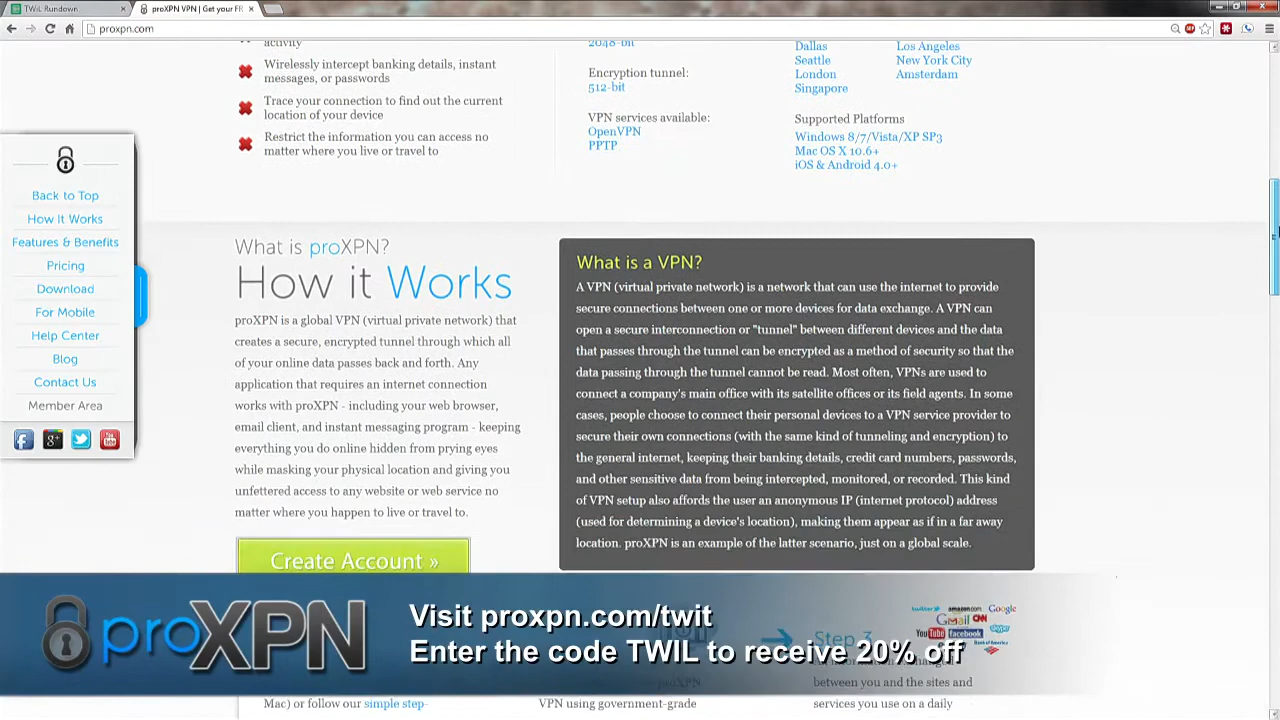 TWiL Rundown
proXPN VPN | Get your FR
proxpn.com
activity
Wirelessly intercept banking details, instant
messages, or passwords
Trace your connection to find out the current
location of your device
Restrict the information you can access no
matter where you live or travel to
2048-bit
Encryption tunnel:
512-bit
VPN services available:
OpenVPN
PPTP
Dallas
Los Angeles
Seattle
New York City
London
Amsterdam
Singapore
Supported Platforms
Windows 8/7/Vista/XP SP3
Mac OS X 10.6+
iOS & Android 4.0+
Back to Top
How It Works
Features & Benefits
Pricing
Download
For Mobile
Help Center
Blog
Contact Us
Member Area
What is proXPN?
How it Works
proXPN is a global VPN (virtual private network) that
creates a secure, encrypted tunnel through which all
of your online data passes back and forth. Any
application that requires an internet connection
works with proXPN - including your web browser,
email client, and instant messaging program - keeping
everything you do online hidden from prying eyes
while masking your physical location and giving you
unfettered access to any website or web service no
matter where you happen to live or travel to.
Create Account »
What is a VPN?
A VPN (virtual private network) is a network that can use the internet to provide
secure connections between one or more devices for data exchange. A VPN can
open a secure interconnection or "tunnel" between different devices and the data
that passes through the tunnel can be encrypted as a method of security so that the
data passing through the tunnel cannot be read. Most often, VPNs are used to
connect a company's main office with its satellite offices or its field agents. In some
cases, people choose to connect their personal devices to a VPN service provider to
secure their own connections (with the same kind of tunneling and encryption) to
the general internet, keeping their banking details, credit card numbers, passwords,
and other sensitive data from being intercepted, monitored, or recorded. This kind
of VPN setup also affords the user an anonymous IP (internet protocol) address
(used for determining a device's location), making them appear as if in a far away
location. proXPN is an example of the latter scenario, just on a global scale.
proXPN
Visit proxpn.com/twit
Enter the code TWIL to receive 20% off
twitter
amazon.com
Google
Gmail
CNN
YouTube
facebook
skype
Bank of America
Step 3
between you and the sites and
services you use on a daily
Mac) or follow our simple step-
VPN using government-grade